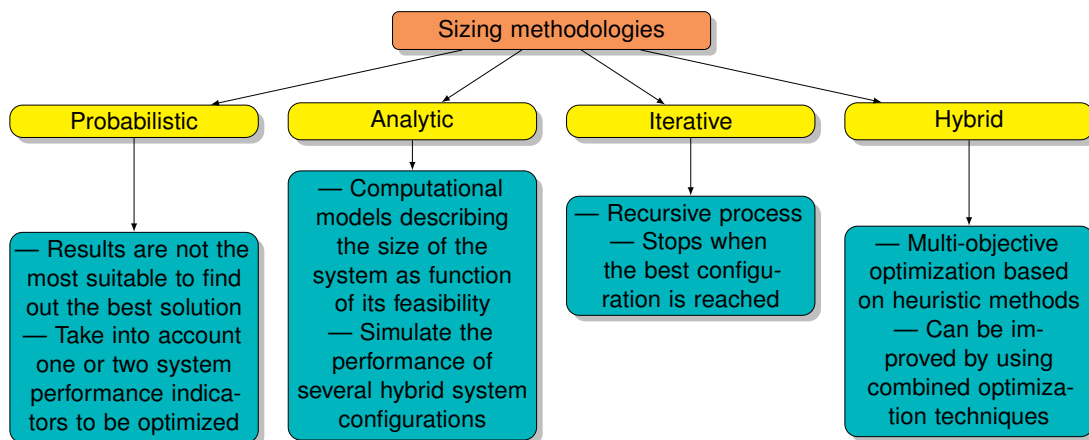 Sizing methodologies
Probabilistic
Analytic
Iterative
Hybrid
— Results are not the
most suitable to find
out the best solution
— Take into account
one or two system
performance indica-
tors to be optimized
— Computational
models describing
the size of the
system as function
of its feasibility
— Simulate the
performance of
several hybrid system
configurations
— Recursive process
— Stops when
the best configu-
ration is reached
— Multi-objective
optimization based
on heuristic methods
— Can be im-
proved by using
combined optimiza-
tion techniques